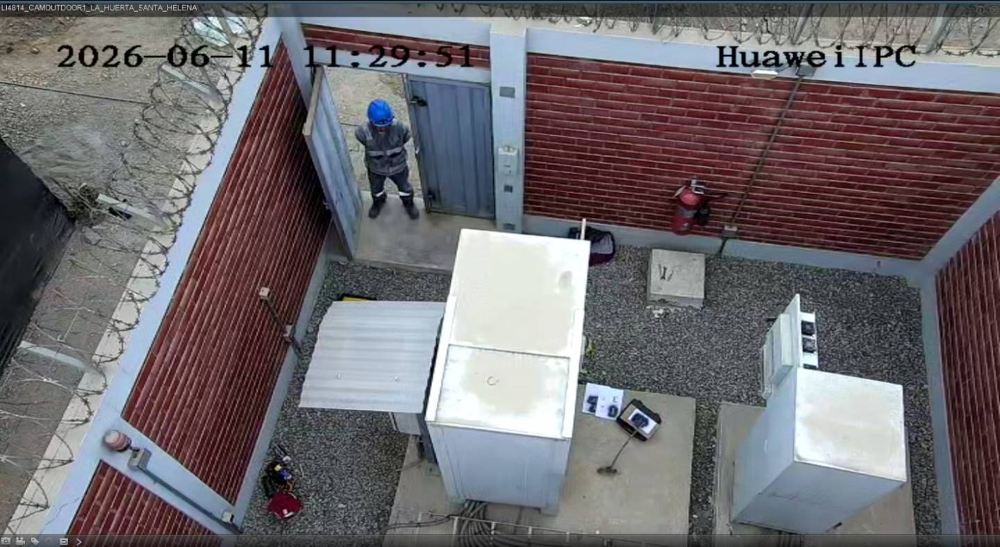 LI4814_CAMOUTDOOR1_LA_HUERTA_SANTA_HELENA
2026-06-11 11:29:51
HuaweiIPC